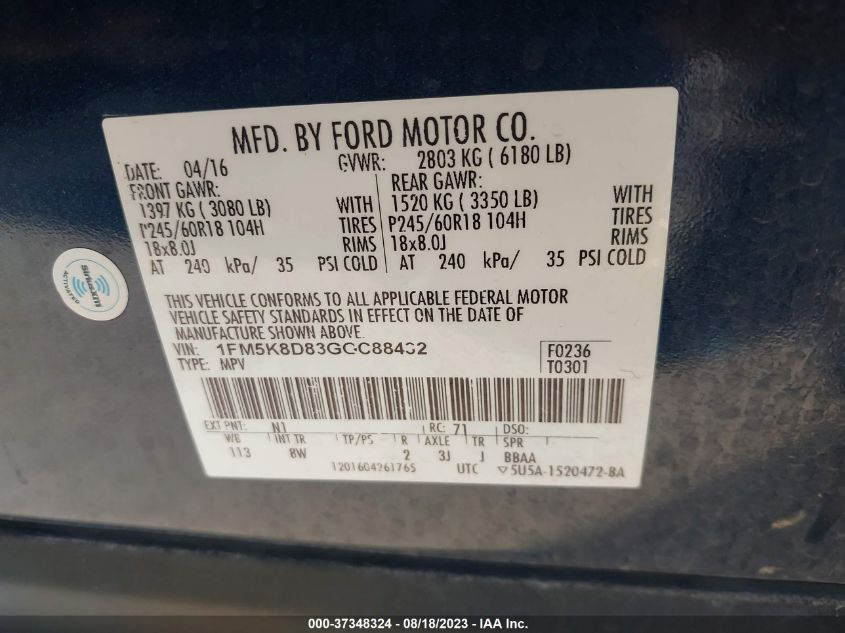 MFD. BY FORD MOTOR CO.
DATE: 04/16 GVWR: 2803 KG ( 6180 LB)
FRONT GAWR: REAR GAWR:
1397 KG ( 3080 LB) WITH 1520 KG ( 3350 LB) WITH
P245/60R18 104H TIRES P245/60R18 104H TIRES
18x8.0J RIMS 18x8.0J RIMS
AT 240 kPa/ 35 PSI COLD AT 240 kPa/ 35 PSI COLD
THIS VEHICLE CONFORMS TO ALL APPLICABLE FEDERAL MOTOR
VEHICLE SAFETY STANDARDS IN EFFECT ON THE DATE OF
MANUFACTURE SHOWN ABOVE.
VIN: 1FM5K8D83GGC88432 F0236
TYPE: MPV T0301
EXT PNT: N1 RC: 71 DSO:
WB INT TR TP/PS R AXLE TR SPR
113 8W 2 3J J BBAA
1201604261765 UTC ▽5U5A-1520472-BA
ACTIVATED
000-37348324 - 08/18/2023 - IAA Inc.